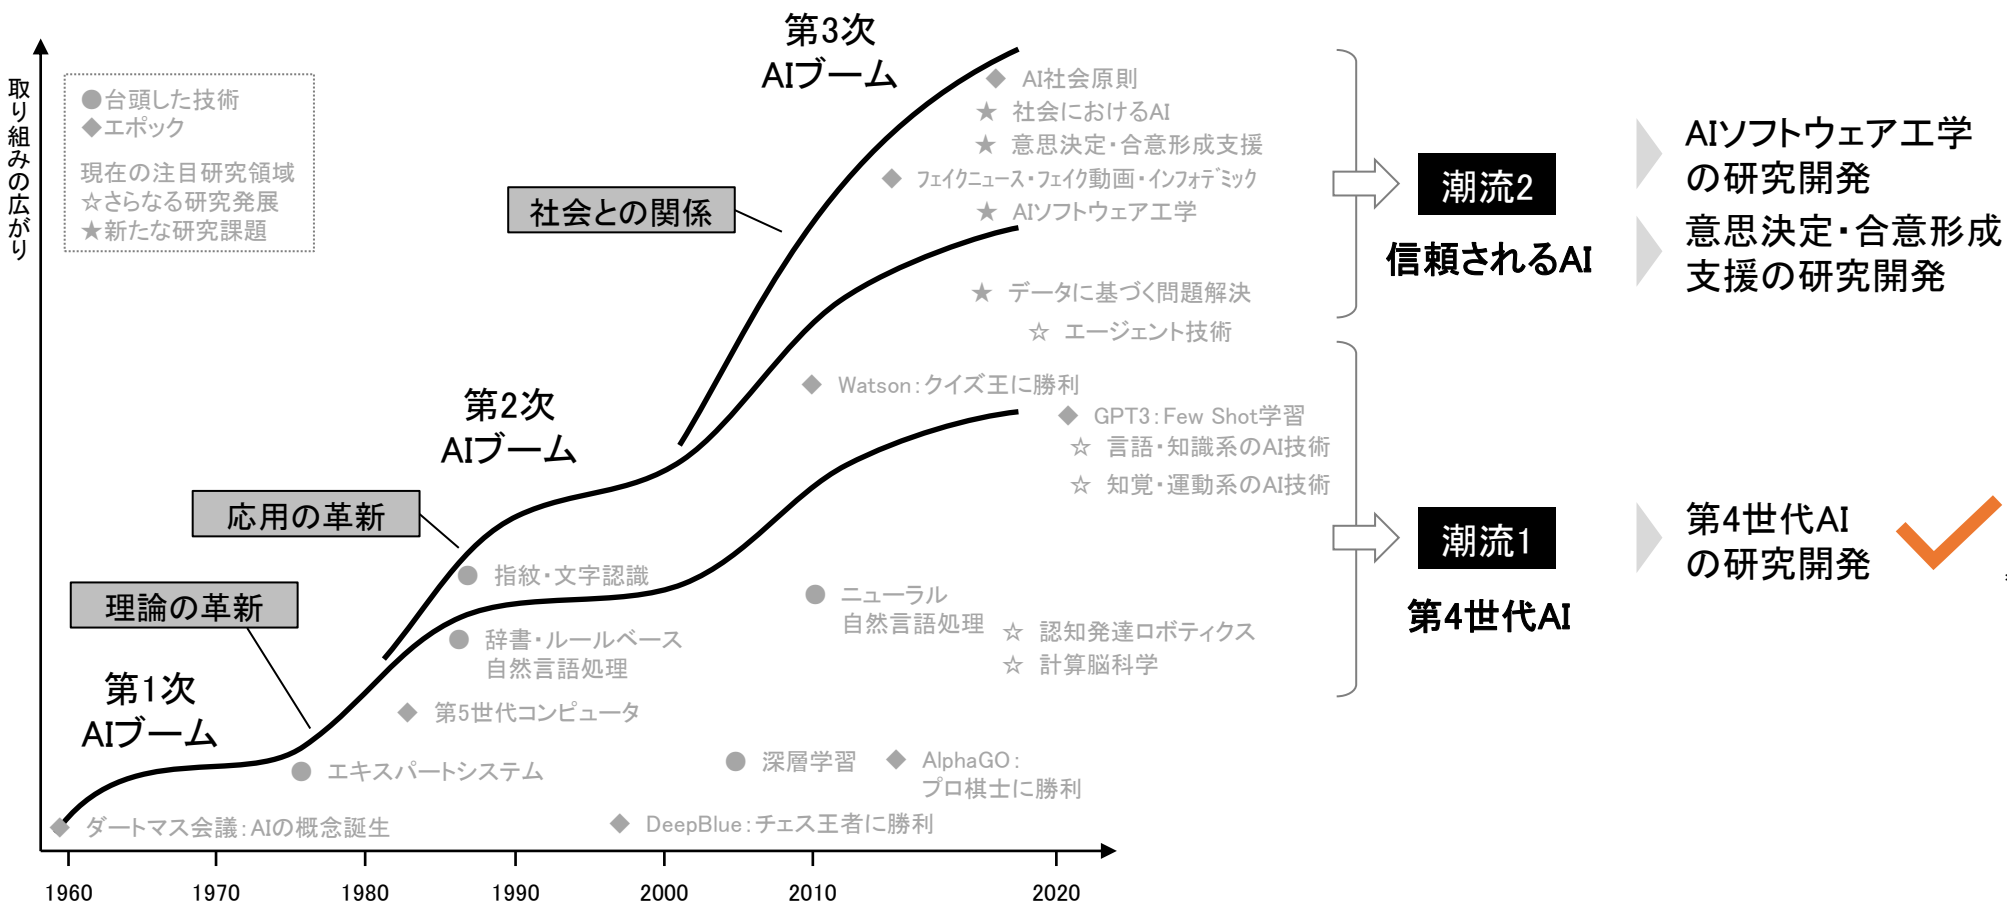 取り組みの広がり
●台頭した技術
◆エポック
現在の注目研究領域
☆さらなる研究発展
★新たな研究課題
第3次
AIブーム
◆ AI社会原則
★ 社会におけるAI
★ 意思決定・合意形成支援
◆ フェイクニュース・フェイク動画・インフォデミック
★ AIソフトウェア工学
社会との関係
★ データに基づく問題解決
☆ エージェント技術
◆ Watson:クイズ王に勝利
第2次
AIブーム
◆ GPT3:Few Shot学習
☆ 言語・知識系のAI技術
☆ 知覚・運動系のAI技術
応用の革新
● 指紋・文字認識
● ニューラル
自然言語処理
理論の革新
● 辞書・ルールベース
自然言語処理
☆ 認知発達ロボティクス
☆ 計算脳科学
第1次
AIブーム
◆ 第5世代コンピュータ
● エキスパートシステム
● 深層学習
◆ AlphaGO:
プロ棋士に勝利
◆ ダートマス会議:AIの概念誕生
◆ DeepBlue:チェス王者に勝利
1960
1970
1980
1990
2000
2010
2020
潮流2
信頼されるAI
AIソフトウェア工学
の研究開発
意思決定・合意形成
支援の研究開発
潮流1
第4世代AI
第4世代AI
の研究開発